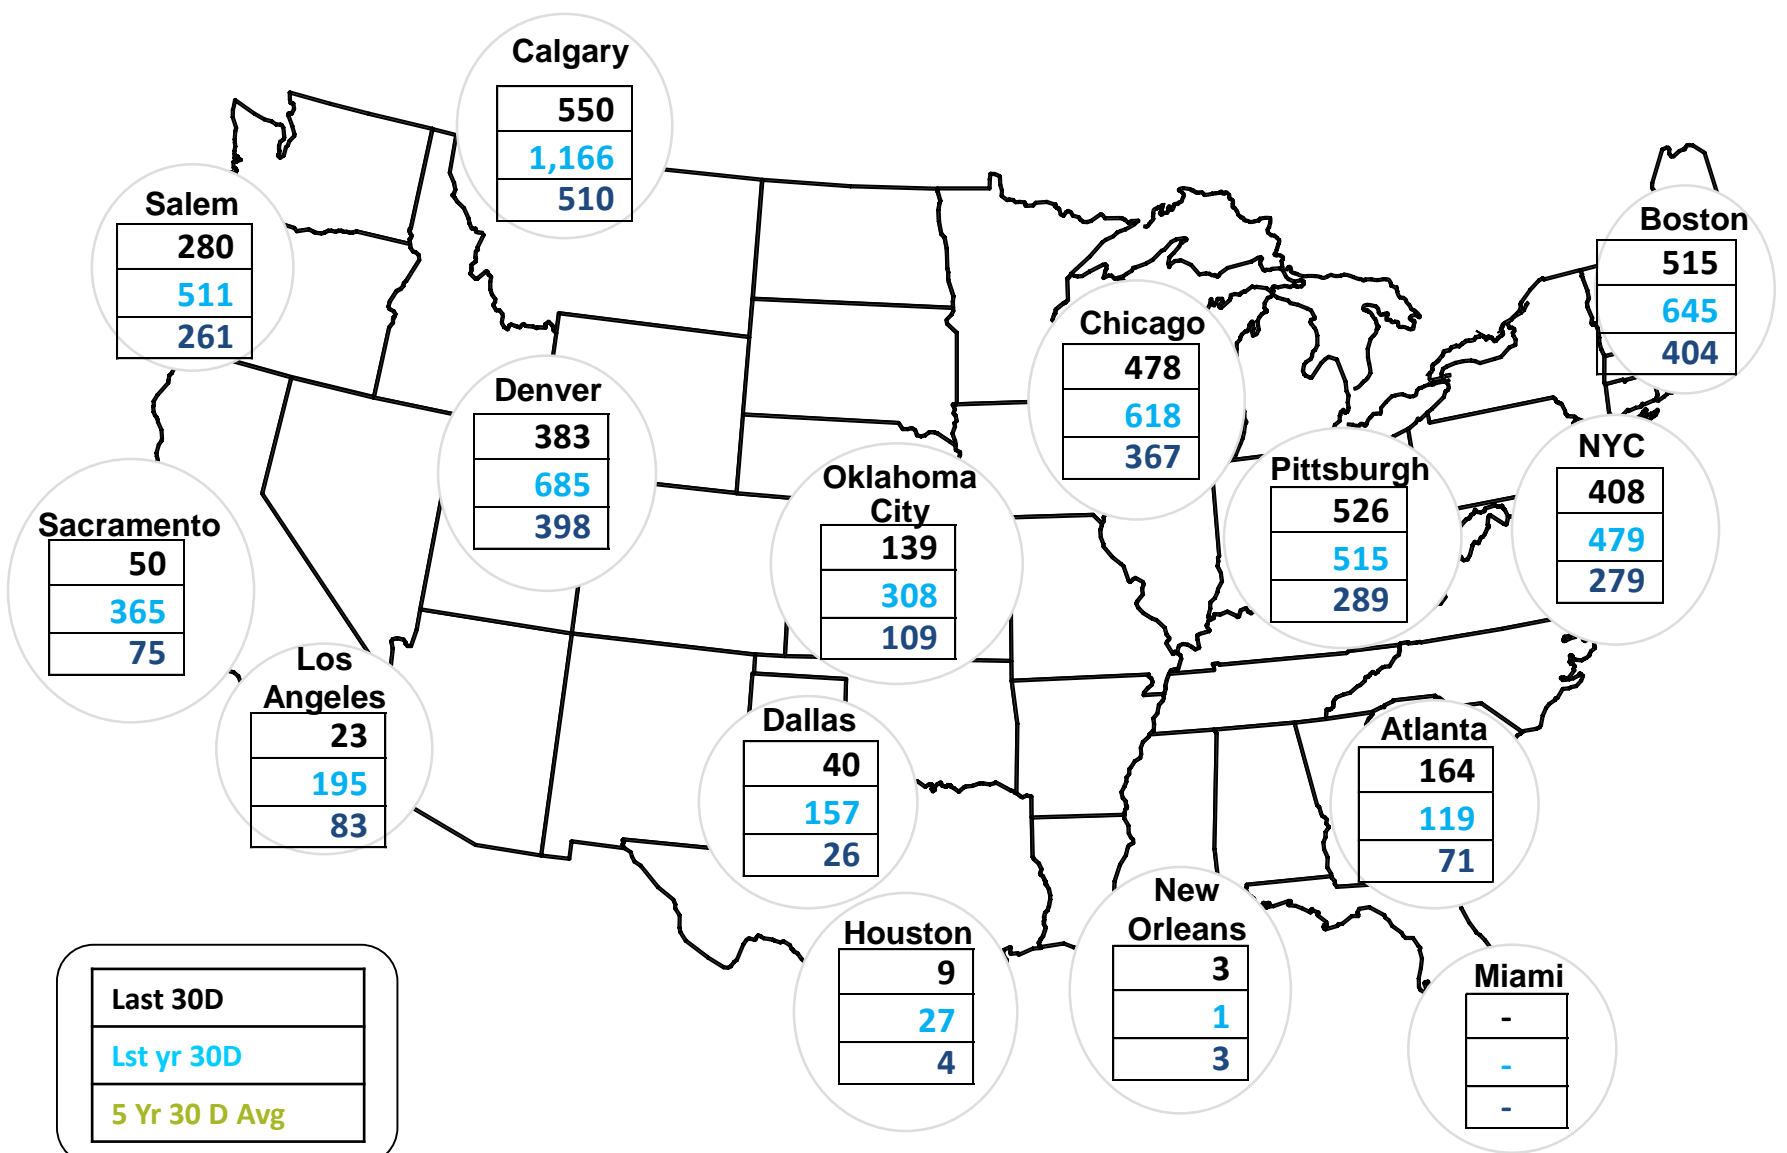 Calgary
550
1,166
510
Salem
280
511
261
Boston
515
645
404
Chicago
478
618
367
Denver
383
685
398
NYC
408
479
279
Pittsburgh
526
515
289
Oklahoma
City
139
308
109
Sacramento
50
365
75
Los
Angeles
23
195
83
Dallas
40
157
26
Atlanta
164
119
71
New
Orleans
3
1
3
Houston
9
27
4
Miami
-
-
-
Last 30D
Lst yr 30D
5 Yr 30 D Avg